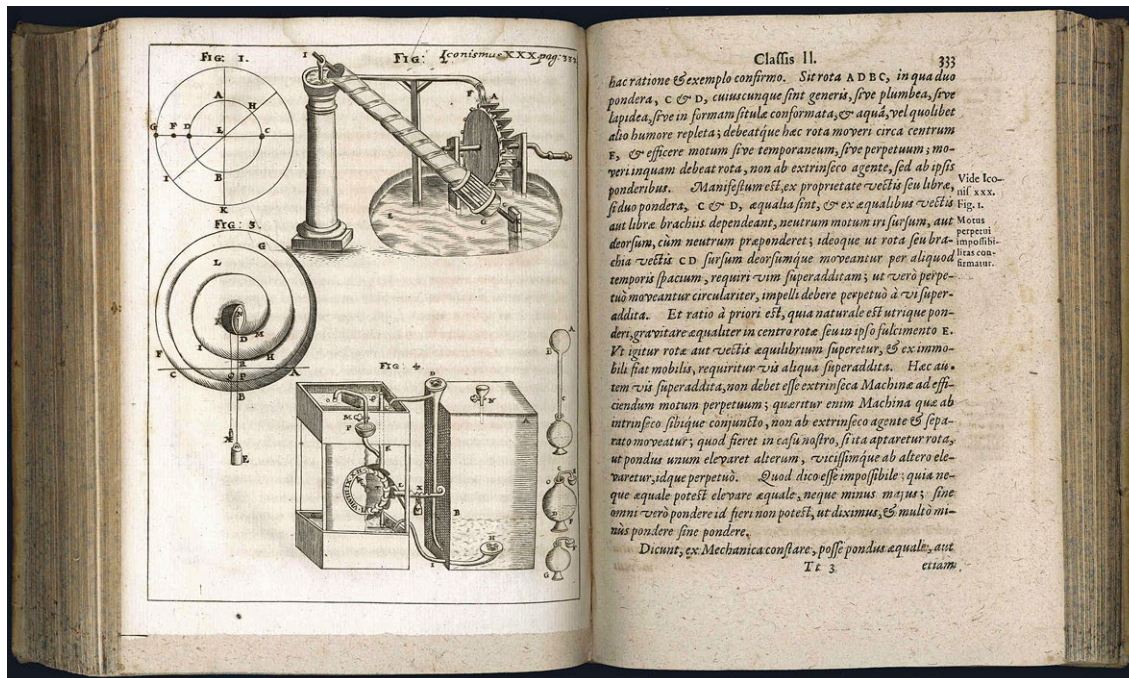 FIG: 1.
FIG:
Iconismus XXX pag: 33
FIG: 3.
FIG: 4.
Classis II.
333
hac ratione & exemplo confirmo. Sit rota ADBC, in qua duo
pondera, C & D, cuiuscunque sint generis, sive plumbea, sive
lapidea, sive in formam situlæ conformata, & aquâ, vel quolibet
alio humore repleta; debeatque hæc rota moveri circa centrum
E, & efficere motum sive temporaneum, sive perpetuum; mo-
veri inquam debeat rota, non ab extrinseco agente, sed ab ipsis
ponderibus. Manifestum est, ex proprietate vectis seu libræ,
si duo pondera, C & D, æqualia sint, & ex æqualibus vectis
aut libræ brachiis dependeant, neutrum motum iri sursum, aut
deorsum, cùm neutrum præponderet; ideoque ut rota seu bra-
chia vectis CD sursum deorsumque moveantur per aliquod
temporis spacium, requiri vim superadditam; ut verò perpe-
tuò moveantur circulariter, impelli debere perpetuò à vi super-
addita. Et ratio à priori est, quia naturale est utrique pon-
deri, gravitare æqualiter in centro rotæ seu in ipso fulcimento E.
Vt igitur rotæ aut vectis æquilibrium superetur, & ex immo-
bili fiat mobilis, requiritur vis aliqua superaddita. Hæc au-
tem vis superaddita, non debet esse extrinseca Machinæ ad effi-
ciendum motum perpetuum; quæritur enim Machina quæ ab
intrinseco sibique conjuncto, non ab extrinseco agente & sepa-
rato moveatur; quod fieret in casu nostro, si ita aptaretur rota,
ut pondus unum elevaret alterum, vicissimque ab altero ele-
varetur, idque perpetuò. Quod dico esse impossibile; quia ne-
que æquale potest elevare æquale, neque minus majus; sine
omni verò pondere id fieri non potest, ut diximus, & multò mi-
nùs pondere sine pondere.
Dicunt, ex Mechanica constare, posse pondus æquale, aut
Tt 3
etiam
Vide Ico-
nis. XXX.
Fig. 1.
Motus
perpetui
impossibi-
litas con-
firmatur.